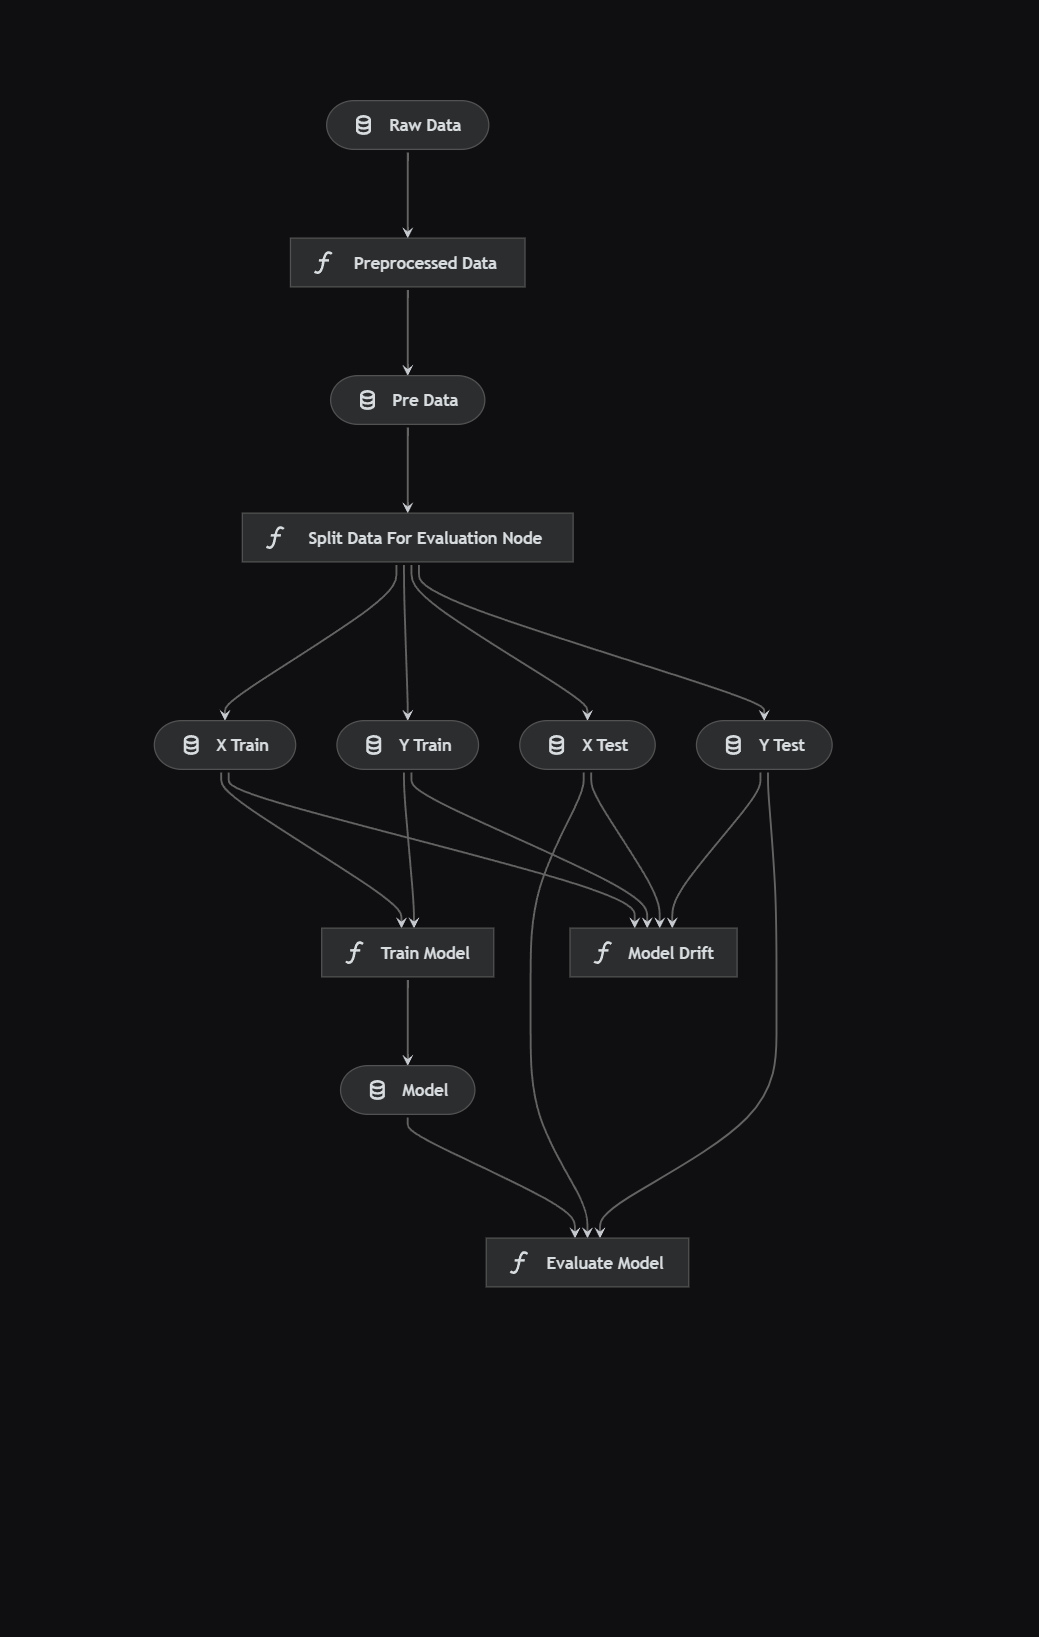 Raw Data
Preprocessed Data
Pre Data
Split Data For Evaluation Node
X Train
Y Train
X Test
Y Test
Train Model
Model Drift
Model
Evaluate Model